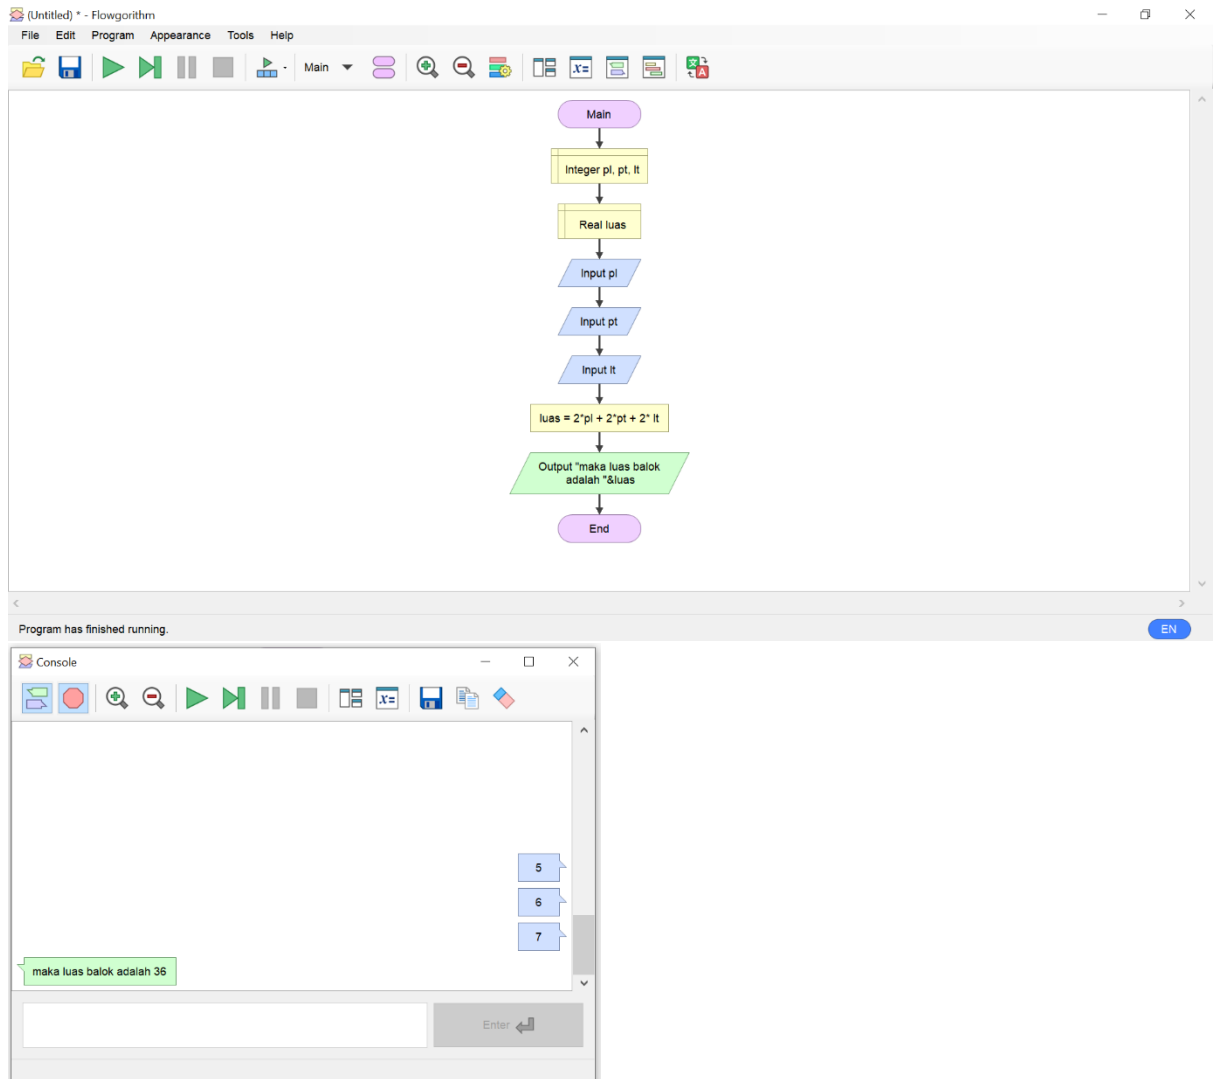 (Untitled) * - Flowgorithm
File Edit Program Appearance Tools Help
Main
Main
Integer pl, pt, lt
Real luas
Input pl
Input pt
Input lt
luas = 2*pl + 2*pt + 2* lt
Output "maka luas balok
adalah "&luas
End
Program has finished running.
EN
Console
5
6
7
maka luas balok adalah 36
Enter